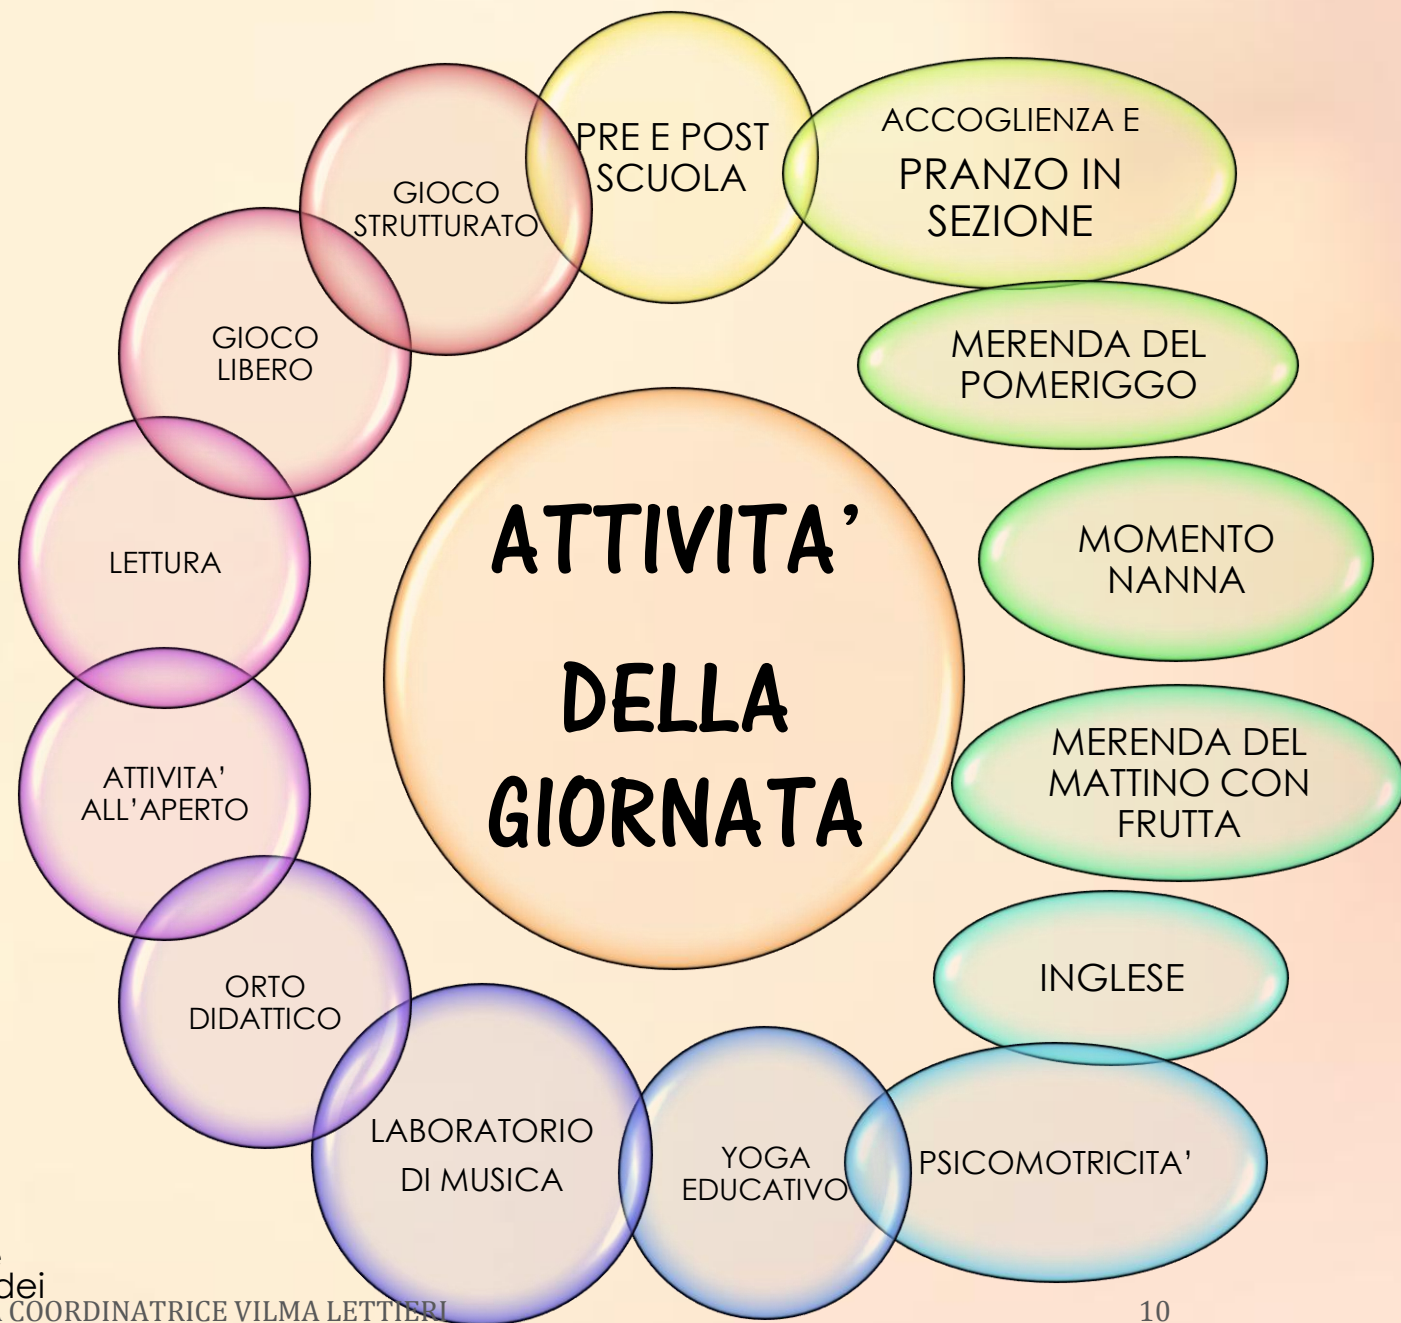 PRE E POST
SCUOLA
ACCOGLIENZA E
PRANZO IN
SEZIONE
MERENDA DEL
POMERIGGO
MOMENTO
NANNA
MERENDA DEL
MATTINO CON
FRUTTA
INGLESE
PSICOMOTRICITA’
YOGA
EDUCATIVO
LABORATORIO
DI MUSICA
ORTO
DIDATTICO
ATTIVITA’
ALL’APERTO
LETTURA
GIOCO
LIBERO
GIOCO
STRUTTURATO
ATTIVITA’
DELLA
GIORNATA
dei
COORDINATRICE VILMA LETTIERI
10